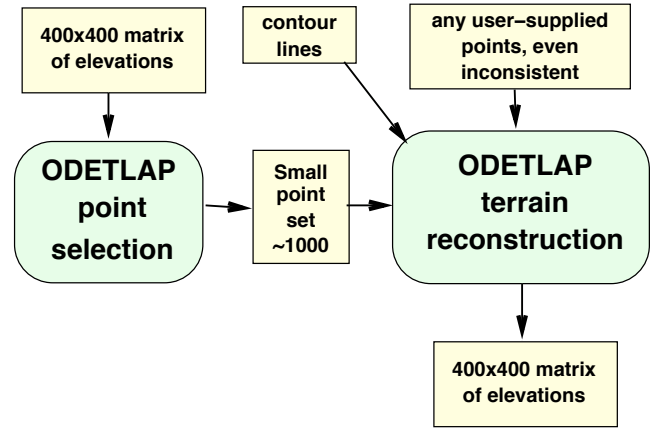 400x400 matrix
of elevations
contour
lines
any user–supplied
points, even
inconsistent
ODETLAP
point
selection
Small
point
set
~1000
ODETLAP
terrain
reconstruction
400x400 matrix
of elevations